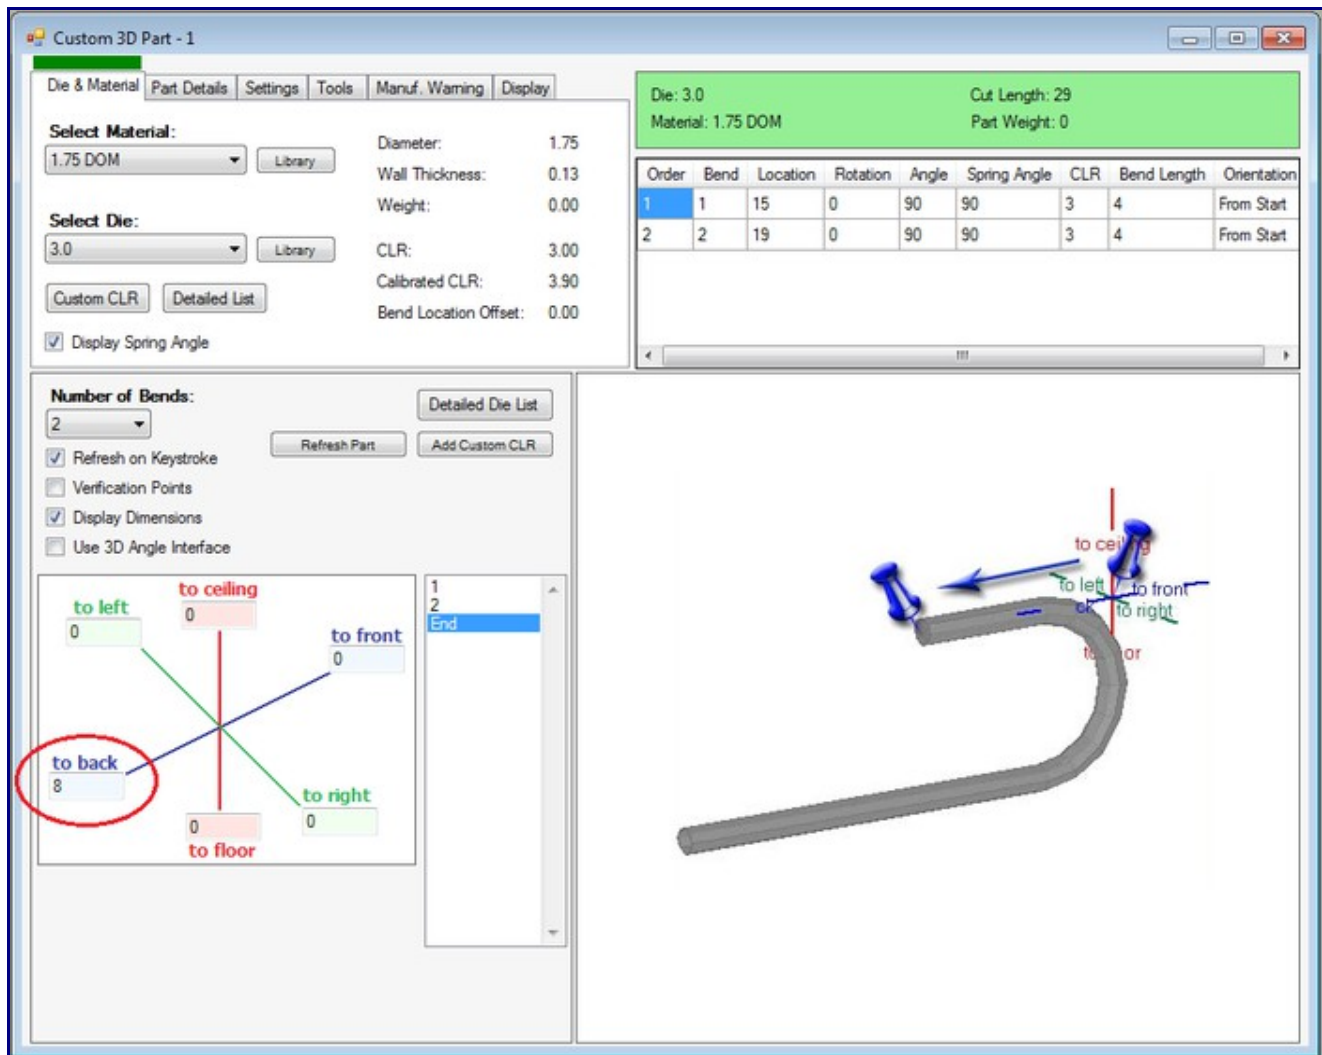 Custom 3D Part - 1
Die & Material Part Details Settings Tools Manuf. Warning Display
Select Material:
1.75 DOM Library
Select Die:
3.0 Library
Custom CLR Detailed List
Display Spring Angle
Diameter: 1.75
Wall Thickness: 0.13
Weight: 0.00
CLR: 3.00
Calibrated CLR: 3.90
Bend Location Offset: 0.00
Die: 3.0 Cut Length: 29
Material: 1.75 DOM Part Weight: 0
Order Bend Location Rotation Angle Spring Angle CLR Bend Length Orientation
1 1 15 0 90 90 3 4 From Start
2 2 19 0 90 90 3 4 From Start
Number of Bends:
2
Detailed Die List
Refresh Part Add Custom CLR
Refresh on Keystroke
Verification Points
Display Dimensions
Use 3D Angle Interface
to ceiling
0
to left
0
to front
0
to back
8
to right
0
0
to floor
1
2
End
to left
to front
to right